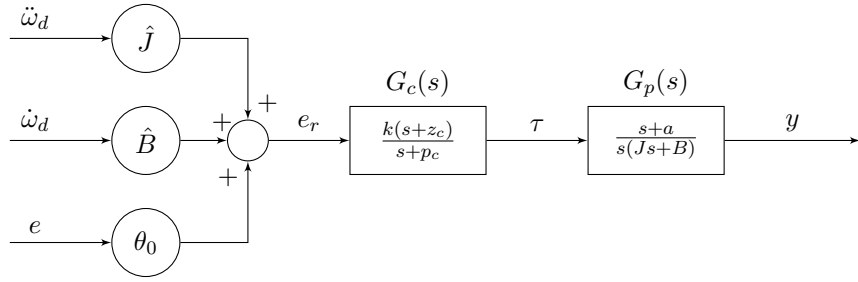 ω̈_d
Ĵ
+
G_c(s)
G_p(s)
ω̇_d
B̂
+
e_r
k(s+z_c)
s+p_c
τ
s+a
s(Js+B)
y
+
e
θ_0